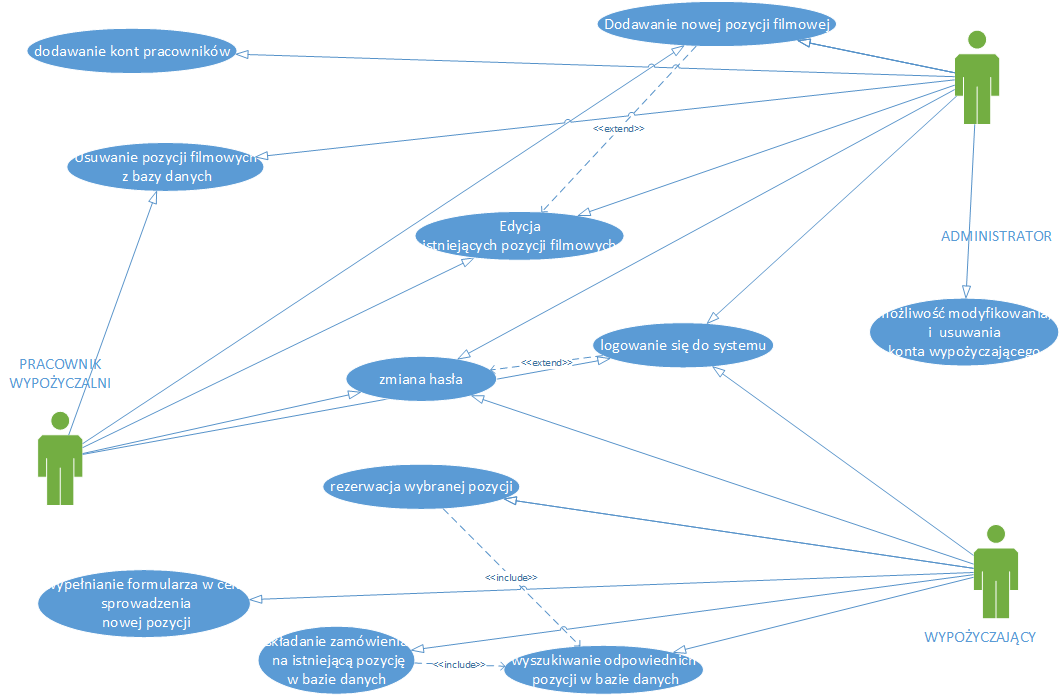 Dodawanie nowej pozycji filmowej
dodawanie kont pracowników
<<extend>>
Usuwanie pozycji filmowych
z bazy danych
Edycja
istniejących pozycji filmowych
ADMINISTRATOR
możliwość modyfikowania,
i usuwania
konta wypożyczającego
logowanie się do systemu
<<extend>>
zmiana hasła
PRACOWNIK
WYPOŻYCZALNI
rezerwacja wybranej pozycji
<<include>>
wypełnianie formularza w celu
sprowadzenia
nowej pozycji
WYPOŻYCZAJĄCY
składanie zamówienia
na istniejącą pozycję
w bazie danych
<<include>>
wyszukiwanie odpowiednich
pozycji w bazie danych